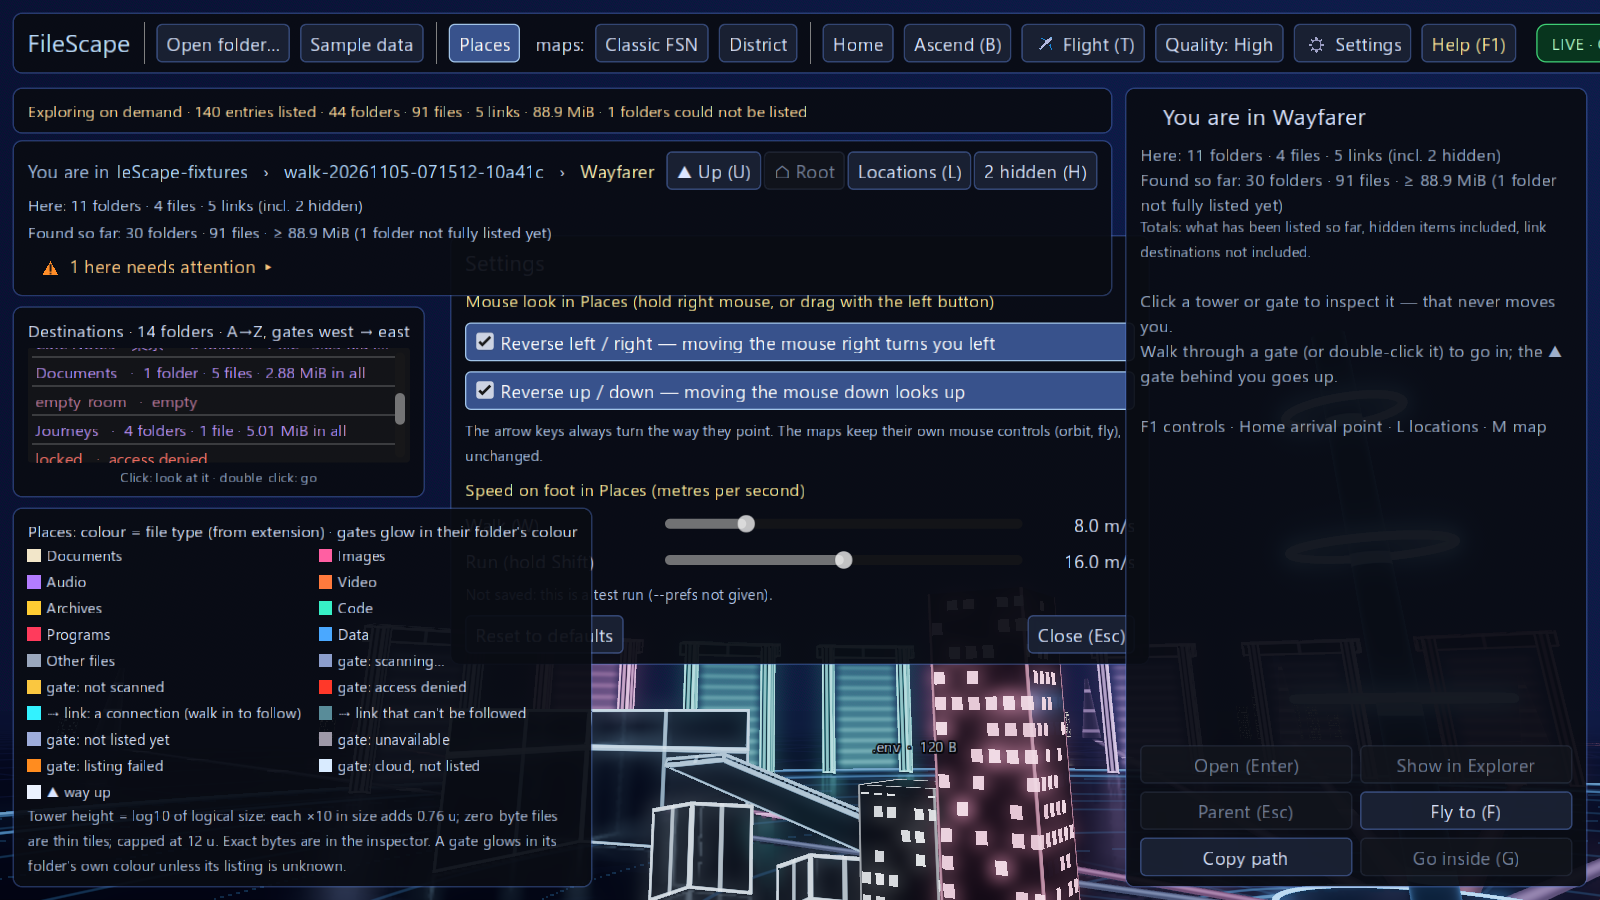 FileScape
Open folder...
Sample data
Places
maps:
Classic FSN
District
Home
Ascend (B)
Flight (T)
Quality: High
Settings
Help (F1)
LIVE ·
Exploring on demand · 140 entries listed · 44 folders · 91 files · 5 links · 88.9 MiB · 1 folders could not be listed
You are in leScape-fixtures › walk-20261105-071512-10a41c › Wayfarer
▲ Up (U)
Root
Locations (L)
2 hidden (H)
Here: 11 folders · 4 files · 5 links (incl. 2 hidden)
Found so far: 30 folders · 91 files · ≥ 88.9 MiB (1 folder not fully listed yet)
1 here needs attention ▸
Destinations · 14 folders · A→Z, gates west → east
Documents · 1 folder · 5 files · 2.88 MiB in all
empty room · empty
Journeys · 4 folders · 1 file · 5.01 MiB in all
locked · access denied
Click: look at it · double click: go
Settings
Mouse look in Places (hold right mouse, or drag with the left button)
Reverse left / right — moving the mouse right turns you left
Reverse up / down — moving the mouse down looks up
The arrow keys always turn the way they point. The maps keep their own mouse controls (orbit, fly),
unchanged.
Speed on foot in Places (metres per second)
8.0 m/s
Run (hold Shift)
16.0 m/s
Not saved: this is a test run (--prefs not given).
Reset to defaults
Close (Esc)
Places: colour = file type (from extension) · gates glow in their folder's colour
Documents
Images
Audio
Video
Archives
Code
Programs
Data
Other files
gate: scanning...
gate: not scanned
gate: access denied
→ link: a connection (walk in to follow)
→ link that can't be followed
gate: not listed yet
gate: unavailable
gate: listing failed
gate: cloud, not listed
▲ way up
Tower height = log10 of logical size: each ×10 in size adds 0.76 u; zero byte files
are thin tiles; capped at 12 u. Exact bytes are in the inspector. A gate glows in its
folder's own colour unless its listing is unknown.
.env · 120 B
You are in Wayfarer
Here: 11 folders · 4 files · 5 links (incl. 2 hidden)
Found so far: 30 folders · 91 files · ≥ 88.9 MiB (1 folder
not fully listed yet)
Totals: what has been listed so far, hidden items included, link
destinations not included.
Click a tower or gate to inspect it — that never moves
you.
Walk through a gate (or double-click it) to go in; the ▲
gate behind you goes up.
F1 controls · Home arrival point · L locations · M map
Open (Enter)
Show in Explorer
Parent (Esc)
Fly to (F)
Copy path
Go inside (G)